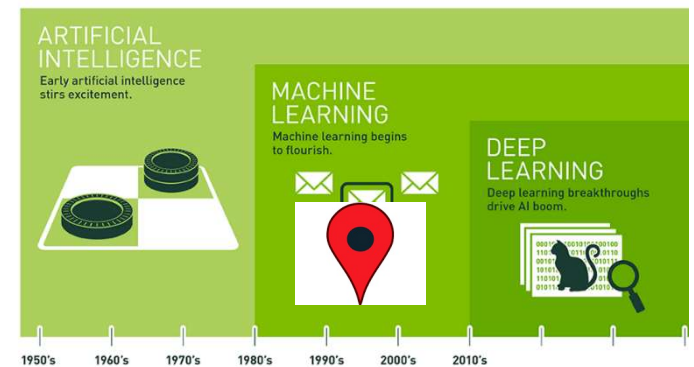 ARTIFICIAL
INTELLIGENCE
Early artificial intelligence
stirs excitement.
MACHINE
LEARNING
Machine learning begins
to flourish.
DEEP
LEARNING
Deep learning breakthroughs
drive AI boom.
1950's 1960's 1970's 1980's 1990's 2000's 2010's